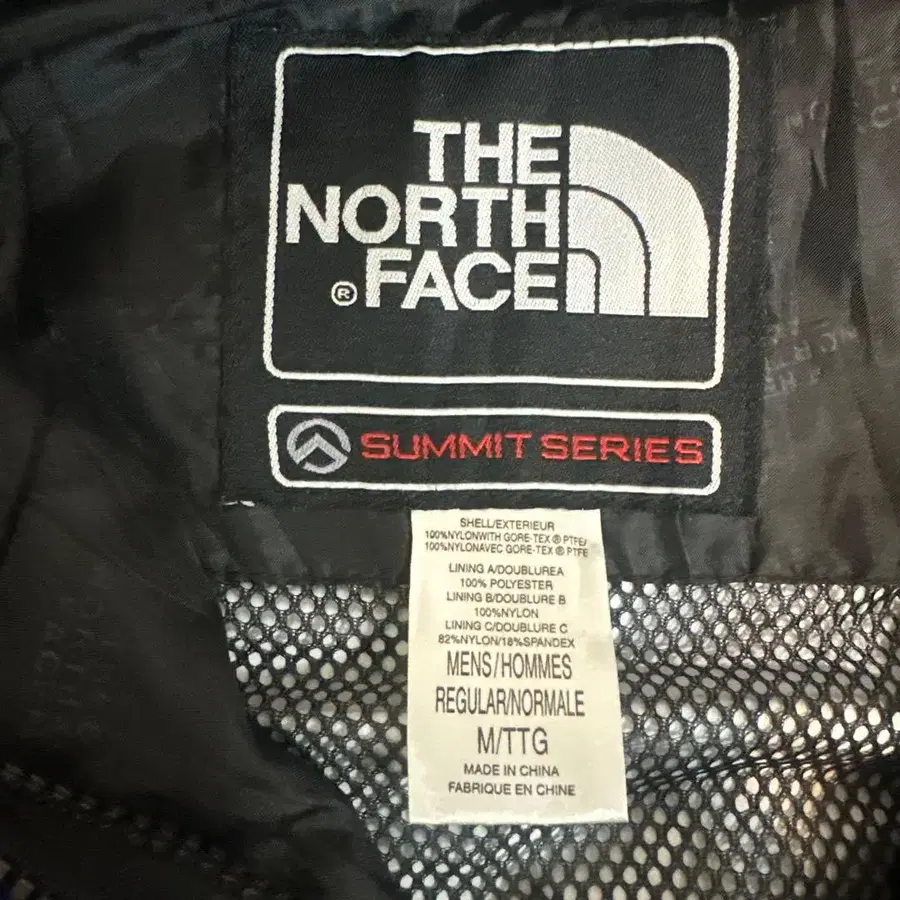 THE
NORTH
® FACE
SUMMIT SERIES
SHELL/EXTERIEUR
100%NYLONWITH GORE-TEX ® PTFE/
100%NYLONAVEC GORE-TEX ® PTFE
LINING A/DOUBLUREA
100% POLYESTER
LINING B/DOUBLURE B
100%NYLON
LINING C/DOUBLURE C
82%NYLON/18%SPANDEX
MENS/HOMMES
REGULAR/NORMALE
M/TTG
MADE IN CHINA
FABRIQUE EN CHINE